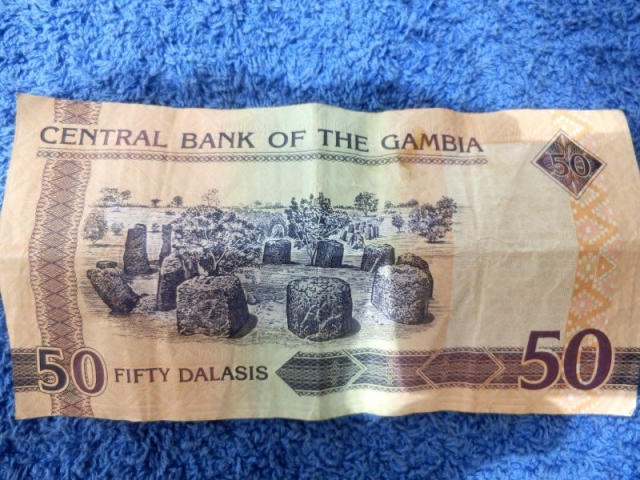 CENTRAL BANK OF THE GAMBIA
50
50 FIFTY DALASIS 50